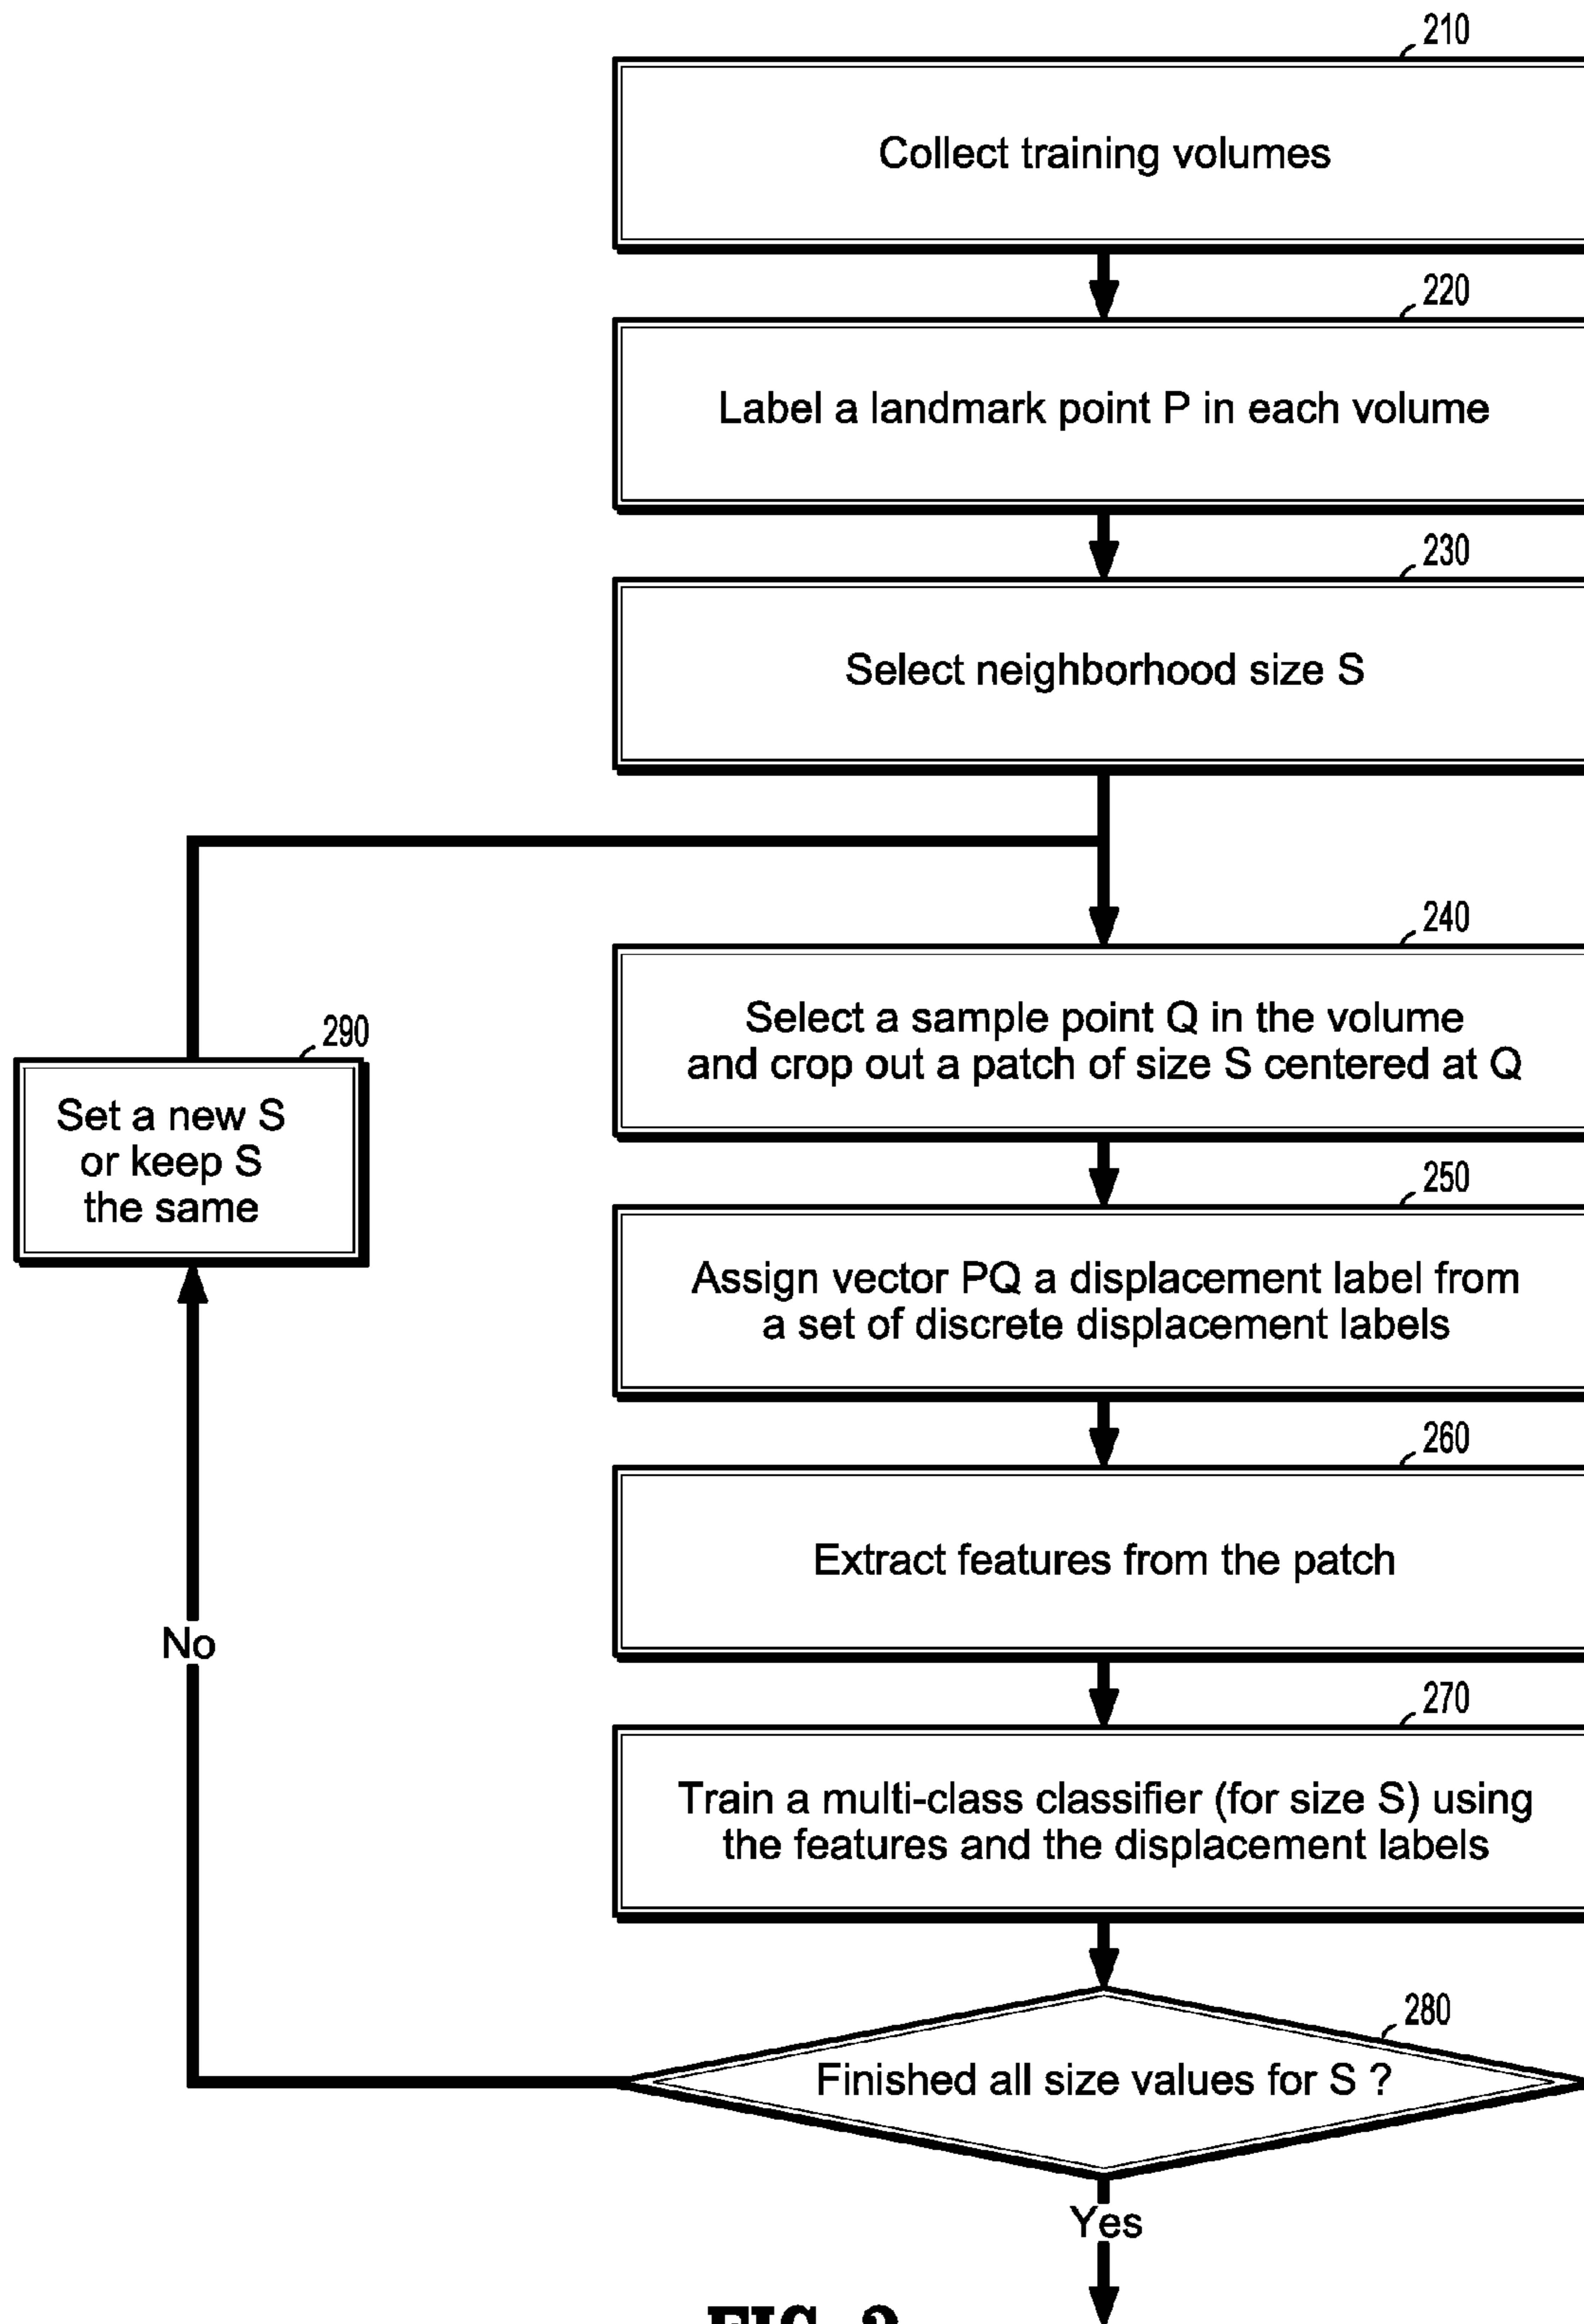 210
Collect training volumes
220
Label a landmark point P in each volume
230
Select neighborhood size S
240
Select a sample point Q in the volume
and crop out a patch of size S centered at Q
290
Set a new S
or keep S
the same
250
Assign vector PQ a displacement label from
a set of discrete displacement labels
260
Extract features from the patch
No
270
Train a multi-class classifier (for size S) using
the features and the displacement labels
280
Finished all size values for S ?
Yes